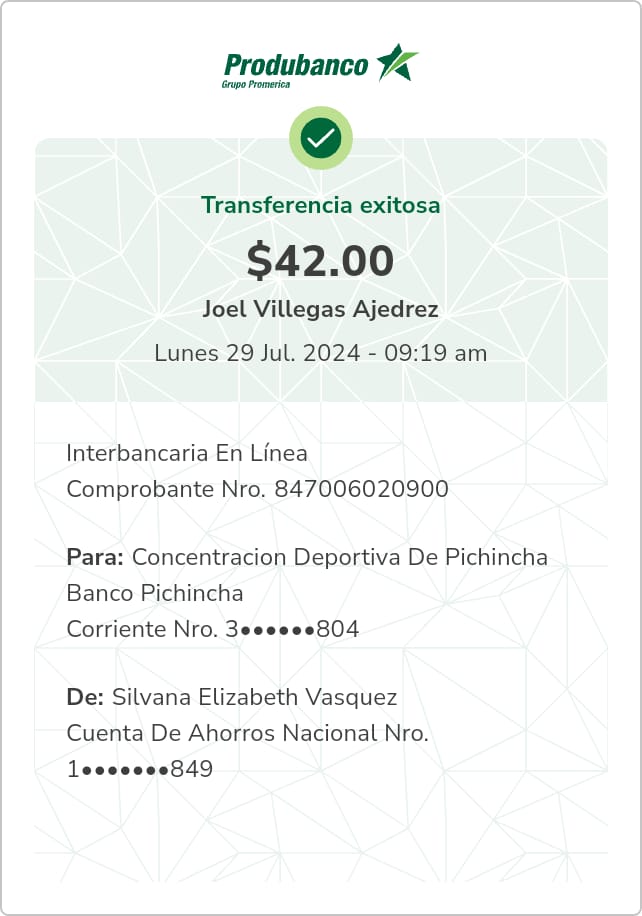 Produbanco
Grupo Promerica
Transferencia exitosa
$42.00
Joel Villegas Ajedrez
Lunes 29 Jul. 2024 - 09:19 am
Interbancaria En Línea
Comprobante Nro. 847006020900
Para: Concentracion Deportiva De Pichincha
Banco Pichincha
Corriente Nro. 3●●●●●●804
De: Silvana Elizabeth Vasquez
Cuenta De Ahorros Nacional Nro.
1●●●●●●●849